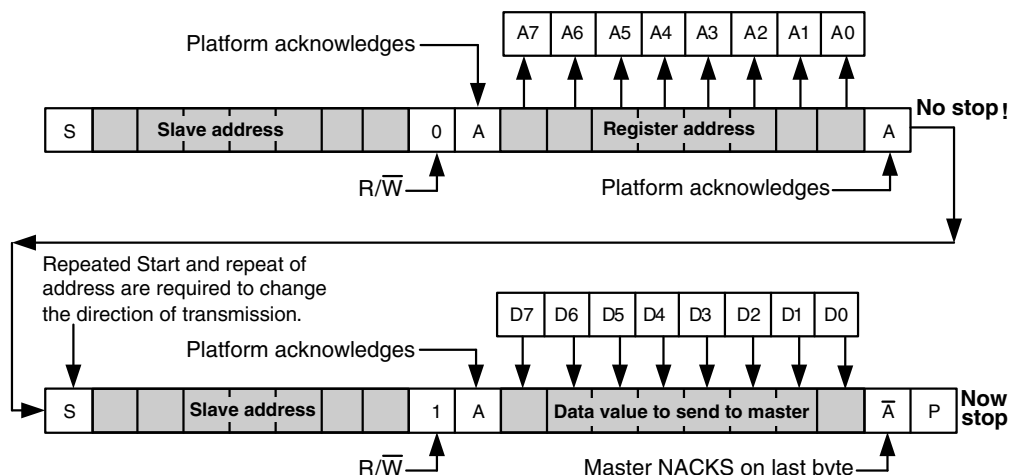 A7 A6 A5 A4 A3 A2 A1 A0
Platform acknowledges
S Slave address 0 A Register address A No stop!
R/W̅ Platform acknowledges
Repeated Start and repeat of
address are required to change
the direction of transmission.
D7 D6 D5 D4 D3 D2 D1 D0
Platform acknowledges
S Slave address 1 A Data value to send to master A̅ P Now
stop
R/W̅ Master NACKS on last byte